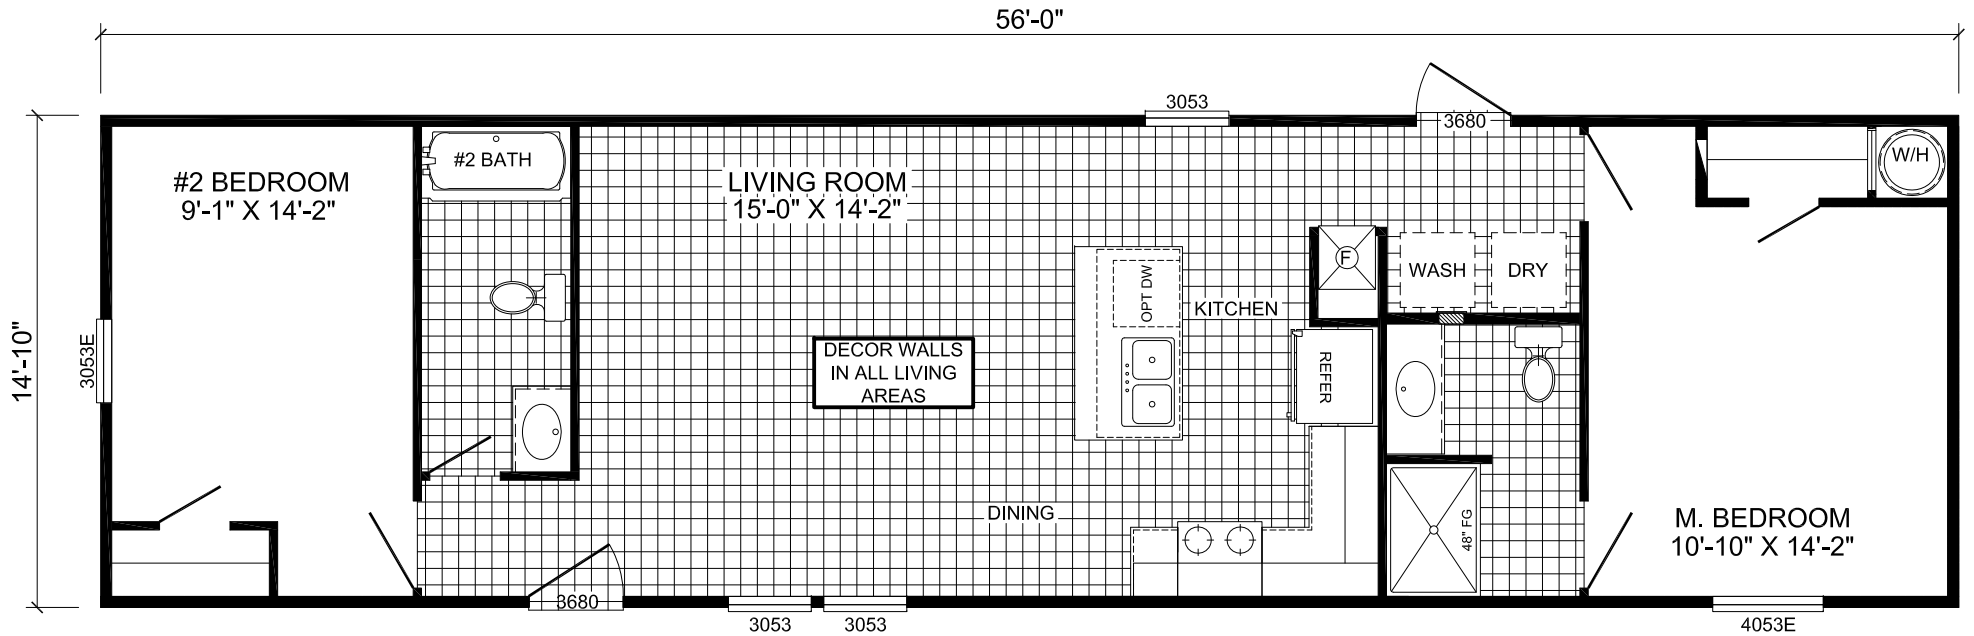 56'-0"
3053
3680
#2 BATH
W/H
#2 BEDROOM
9'-1" X 14'-2"
LIVING ROOM
15'-0" X 14'-2"
F
WASH
DRY
OPT DW
KITCHEN
14'-10"
3053E
DECOR WALLS
IN ALL LIVING
AREAS
REFER
DINING
48" FG
M. BEDROOM
10'-10" X 14'-2"
3680
3053
3053
4053E